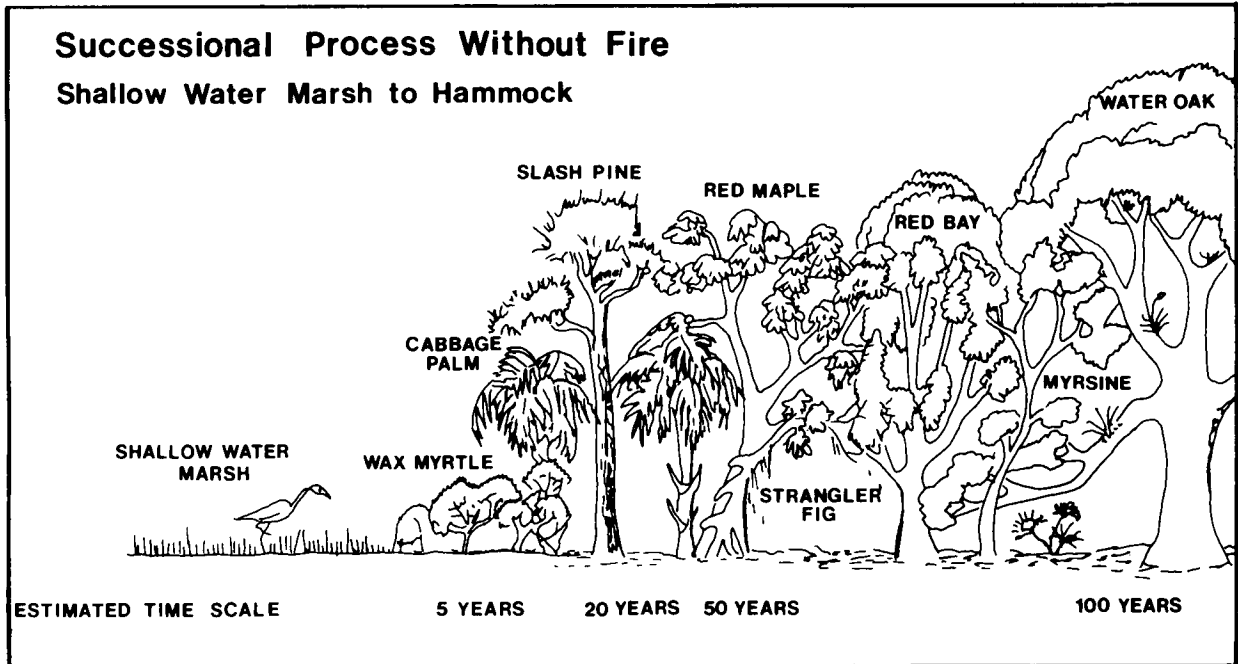 Successional Process Without Fire
Shallow Water Marsh to Hammock
WATER OAK
SLASH PINE
RED MAPLE
RED BAY
CABBAGE
PALM
MYRSINE
SHALLOW WATER
MARSH
WAX MYRTLE
STRANGLER
FIG
ESTIMATED TIME SCALE 5 YEARS 20 YEARS 50 YEARS 100 YEARS